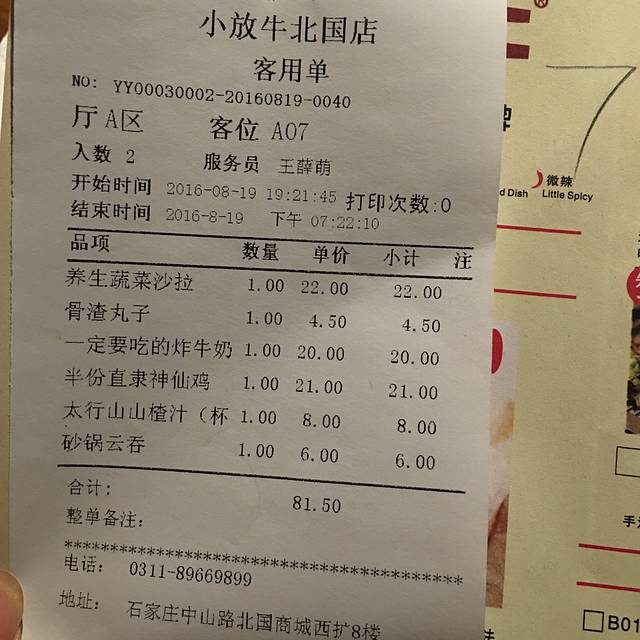 小放牛北国店
客用单
NO: YY00030002-20160819-0040
厅 A区 客位 A07
入数 2 服务员 王薛萌
开始时间 2016-08-19 19:21:45 打印次数:0
结束时间 2016-8-19 下午 07:22:10
品项 数量 单价 小计 注
养生蔬菜沙拉 1.00 22.00 22.00
骨渣丸子 1.00 4.50 4.50
一定要吃的炸牛奶 1.00 20.00 20.00
半份直隶神仙鸡 1.00 21.00 21.00
太行山山楂汁（杯 1.00 8.00 8.00
砂锅云吞 1.00 6.00 6.00
合计: 81.50
整单备注:
********************************************
电话: 0311-89669899
地址: 石家庄中山路北国商城西扩8楼
7
微辣
d Dish Little Spicy
B01